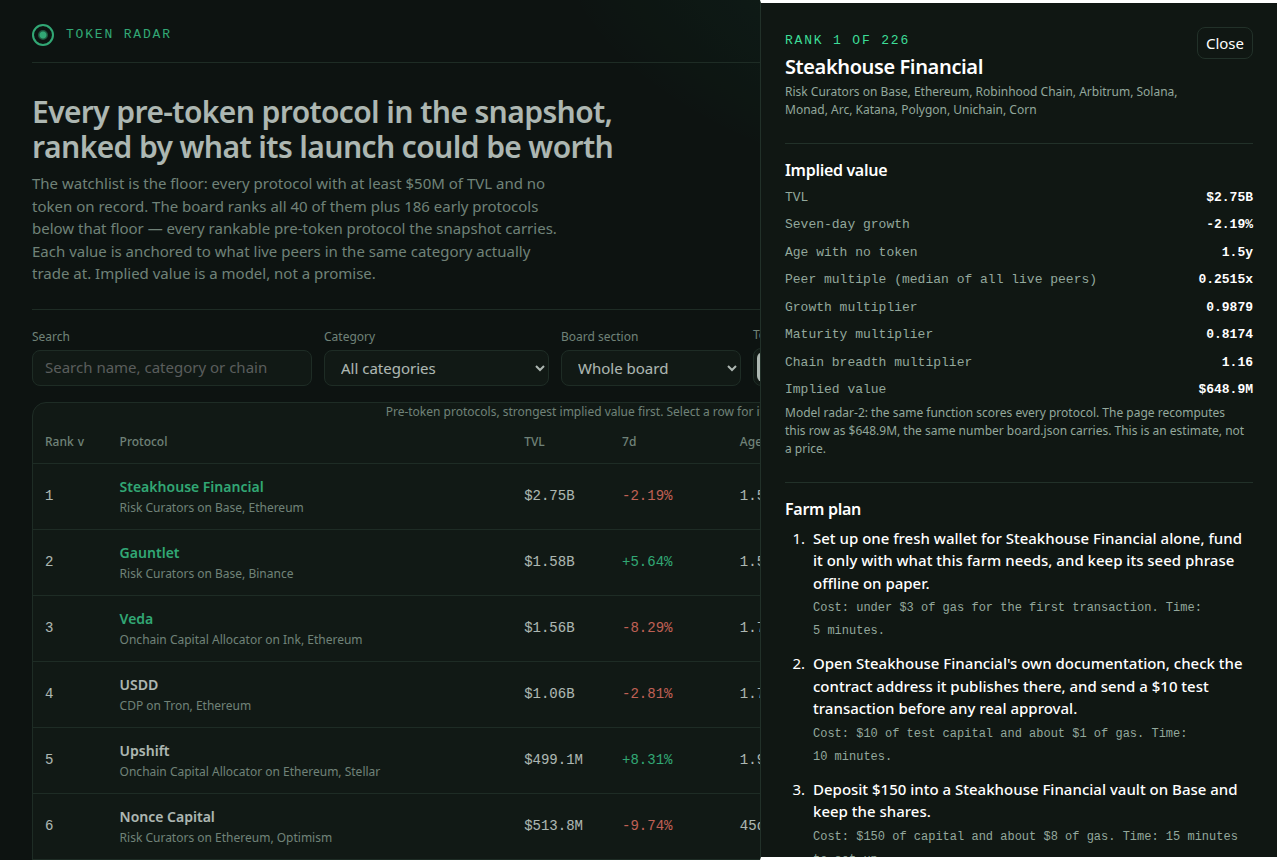 TOKEN RADAR
Every pre-token protocol in the snapshot,
ranked by what its launch could be worth
The watchlist is the floor: every protocol with at least $50M of TVL and no
token on record. The board ranks all 40 of them plus 186 early protocols
below that floor — every rankable pre-token protocol the snapshot carries.
Each value is anchored to what live peers in the same category actually
trade at. Implied value is a model, not a promise.
Search
Category
Board section
Search name, category or chain
All categories
Whole board
Pre-token protocols, strongest implied value first. Select a row for i
Rank v
Protocol
TVL
7d
Age
1
Steakhouse Financial
Risk Curators on Base, Ethereum
$2.75B
-2.19%
2
Gauntlet
Risk Curators on Base, Binance
$1.58B
+5.64%
3
Veda
Onchain Capital Allocator on Ink, Ethereum
$1.56B
-8.29%
4
USDD
CDP on Tron, Ethereum
$1.06B
-2.81%
5
Upshift
Onchain Capital Allocator on Ethereum, Stellar
$499.1M
+8.31%
6
Nonce Capital
Risk Curators on Ethereum, Optimism
$513.8M
-9.74%
RANK 1 OF 226
Close
Steakhouse Financial
Risk Curators on Base, Ethereum, Robinhood Chain, Arbitrum, Solana,
Monad, Arc, Katana, Polygon, Unichain, Corn
Implied value
TVL $2.75B
Seven-day growth -2.19%
Age with no token 1.5y
Peer multiple (median of all live peers) 0.2515x
Growth multiplier 0.9879
Maturity multiplier 0.8174
Chain breadth multiplier 1.16
Implied value $648.9M
Model radar-2: the same function scores every protocol. The page recomputes
this row as $648.9M, the same number board.json carries. This is an estimate, not
a price.
Farm plan
1. Set up one fresh wallet for Steakhouse Financial alone, fund
it only with what this farm needs, and keep its seed phrase
offline on paper.
Cost: under $3 of gas for the first transaction. Time:
5 minutes.
2. Open Steakhouse Financial's own documentation, check the
contract address it publishes there, and send a $10 test
transaction before any real approval.
Cost: $10 of test capital and about $1 of gas. Time:
10 minutes.
3. Deposit $150 into a Steakhouse Financial vault on Base and
keep the shares.
Cost: $150 of capital and about $8 of gas. Time: 15 minutes